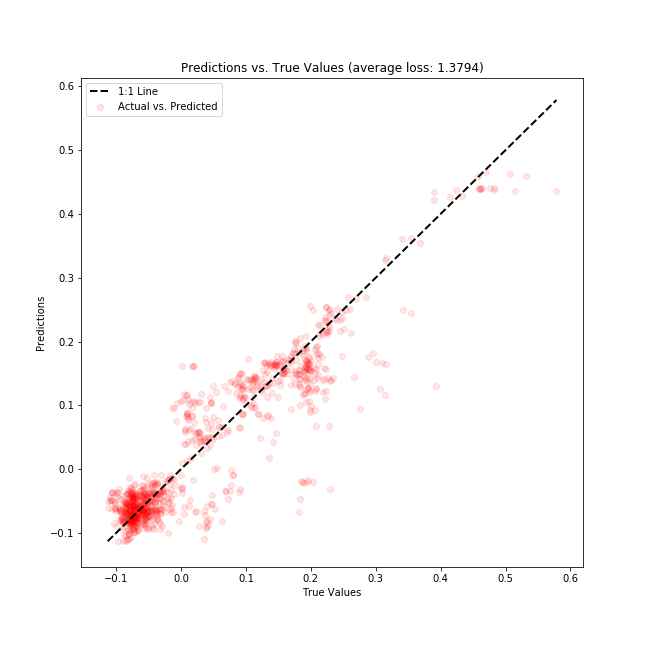 Predictions vs. True Values (average loss: 1.3794)
1:1 Line
Actual vs. Predicted
0.6
0.5
0.4
0.3
0.2
0.1
0.0
−0.1
Predictions
−0.1 0.0 0.1 0.2 0.3 0.4 0.5 0.6
True Values